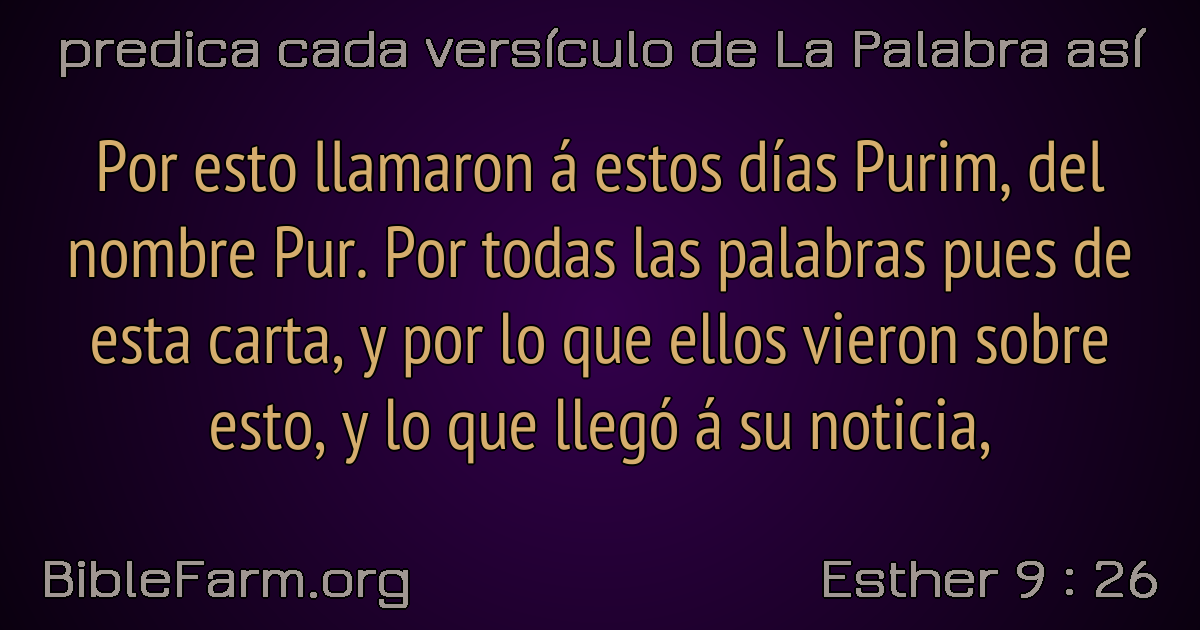 predica cada versículo de La Palabra así
Por esto llamaron á estos días Purim, del
nombre Pur. Por todas las palabras pues de
esta carta, y por lo que ellos vieron sobre
esto, y lo que llegó á su noticia,
BibleFarm.org
Esther 9 : 26